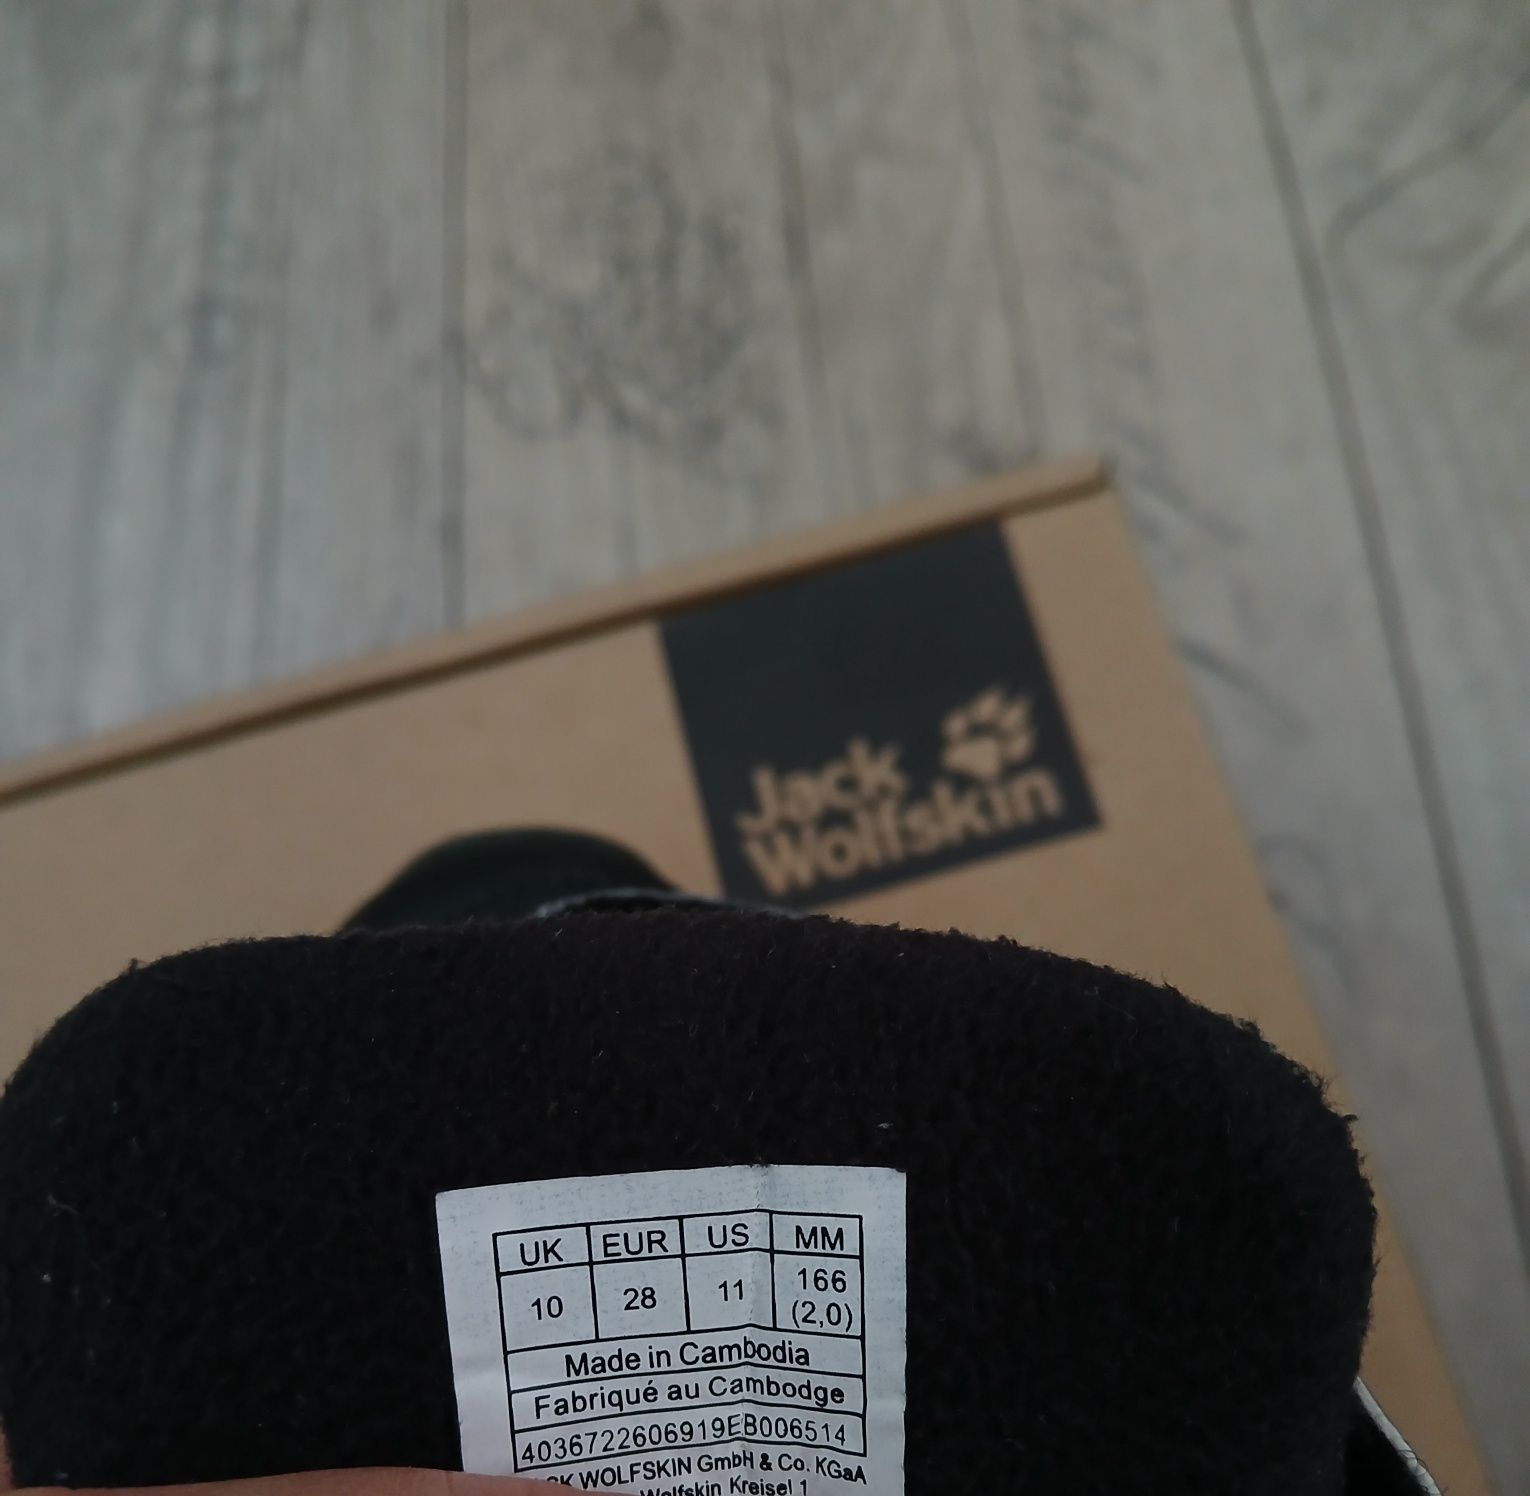 Jack
Wolfskin
UK EUR US MM
10 28 11 166
(2,0)
Made in Cambodia
Fabriqué au Cambodge
4036722606919EB006514
WOLFSKIN GmbH & Co. KGaA
Wolfskin Kreisel 1